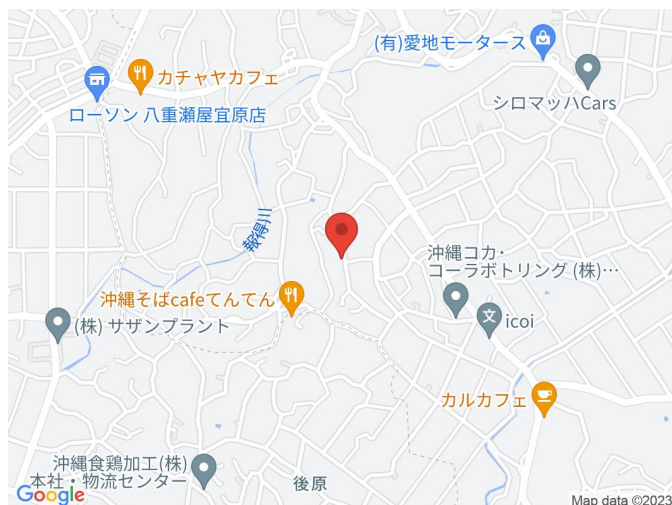 (有)愛地モータース
カチャヤカフェ
シロマッハCars
ローソン 八重瀬屋宜原店
報得川
沖縄コカ・
コーラボトリング (株)…
沖縄そばcafeてんてん
(株) サザンプラント
文
icoi
カルカフェ
沖縄食鶏加工(株)
本社・物流センター
後原
Google
Map data ©2023